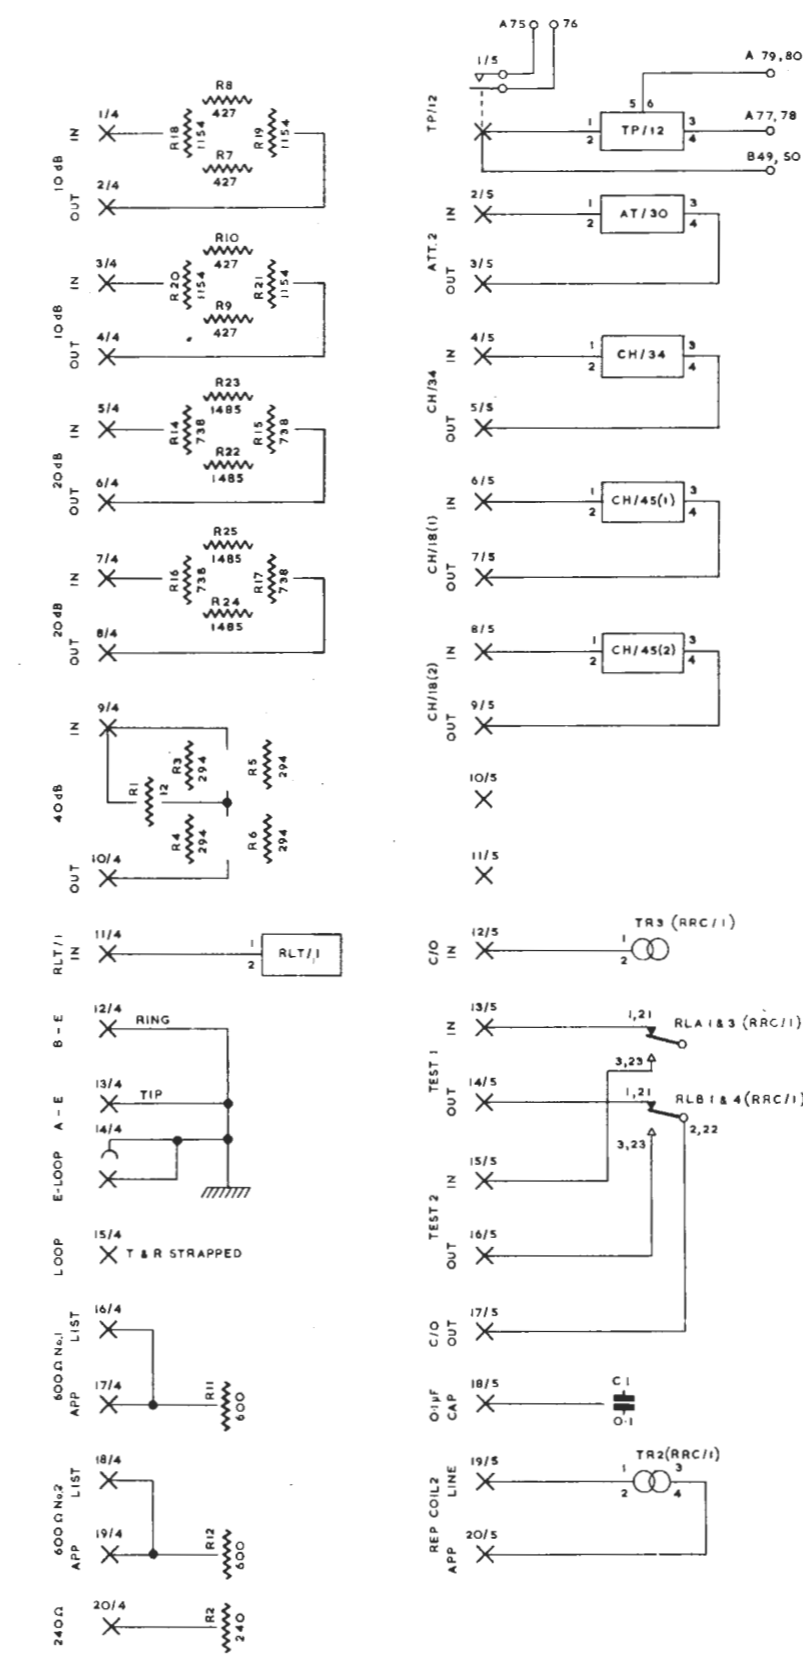 1/4
IN
10 dB
OUT
2/4
R8
427
R18
1154
R19
1154
R7
427
3/4
IN
10 dB
OUT
4/4
R10
427
R20
1154
R21
1154
R9
427
5/4
IN
20 dB
OUT
6/4
R23
1485
R14
738
R15
738
R22
1485
7/4
IN
20 dB
OUT
8/4
R25
1485
R16
738
R17
738
R24
1485
9/4
IN
40 dB
OUT
10/4
R1
12
R3
294
R5
294
R4
294
R6
294
11/4
RLT/1
IN
1
2
RLT/1
12/4
B - E
RING
13/4
A - E
TIP
14/4
E-LOOP
15/4
LOOP
T & R STRAPPED
16/4
600 Ω No.1
LIST
APP
17/4
R11
600
18/4
600 Ω No.2
LIST
APP
19/4
R12
600
20/4
240 Ω
R2
240
A 75
76
1/5
TP/12
A 79,80
5 6
1
2
TP/12
3
4
A77,78
B49, 50
2/5
IN
ATT. 2
OUT
3/5
1
2
AT/30
3
4
4/5
IN
CH/34
OUT
5/5
1
2
CH/34
3
4
6/5
IN
CH/18(1)
OUT
7/5
1
2
CH/45(1)
3
4
8/5
IN
CH/18(2)
OUT
9/5
1
2
CH/45(2)
3
4
10/5
11/5
12/5
C/O
IN
TR3 (RRC/1)
1
2
13/5
IN
TEST 1
OUT
14/5
1,21
RLA 1 & 3 (RRC/1)
3,23
1,21
RLB 1 & 4 (RRC/1)
2,22
3,23
15/5
IN
TEST 2
OUT
16/5
17/5
C/O
OUT
18/5
0·1µF
CAP
C1
0·1
19/5
REP COIL2
LINE
APP
20/5
TR2(RRC/1)
1
2
3
4